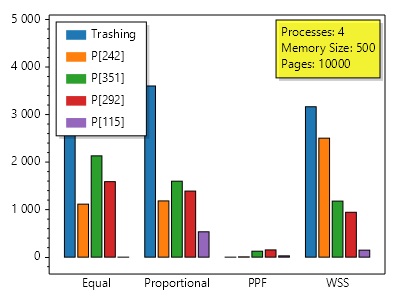 5 000
4 000
3 000
2 000
1 000
0
Trashing
P[242]
P[351]
P[292]
P[115]
Processes: 4
Memory Size: 500
Pages: 10000
Equal
Proportional
PPF
WSS